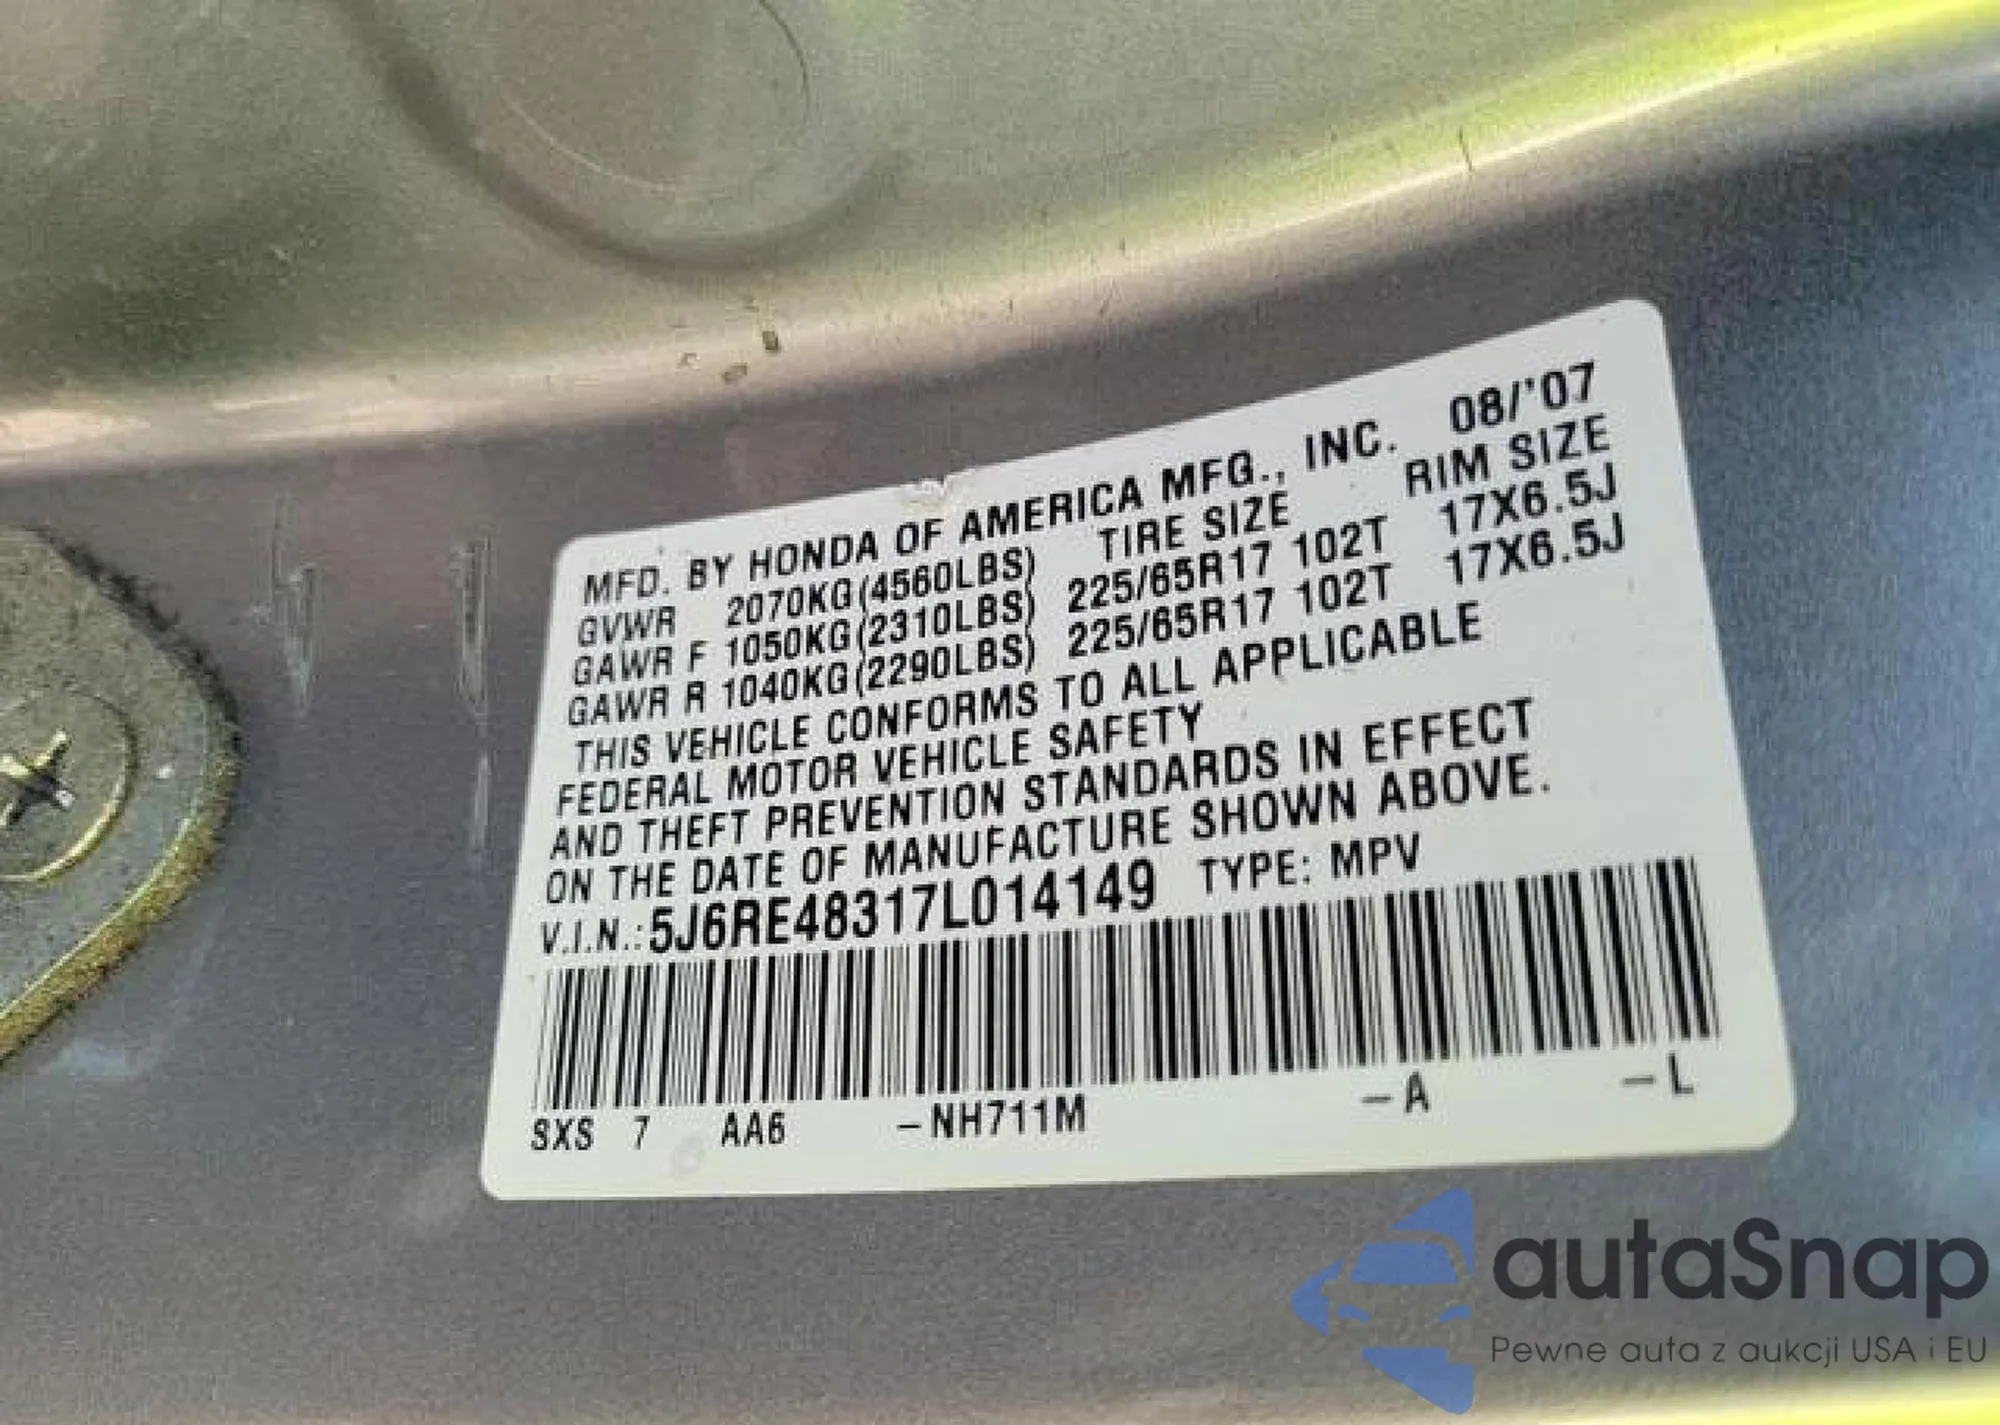 MFD. BY HONDA OF AMERICA MFG., INC. 08/'07
GVWR 2070KG(4560LBS) TIRE SIZE RIM SIZE
GAWR F 1050KG(2310LBS) 225/65R17 102T 17X6.5J
GAWR R 1040KG(2290LBS) 225/65R17 102T 17X6.5J
THIS VEHICLE CONFORMS TO ALL APPLICABLE
FEDERAL MOTOR VEHICLE SAFETY
AND THEFT PREVENTION STANDARDS IN EFFECT
ON THE DATE OF MANUFACTURE SHOWN ABOVE.
V.I.N.: 5J6RE48317L014149 TYPE: MPV
SXS 7 AA6 –NH711M –A –L
autaSnap
Pewne auta z aukcji USA i EU